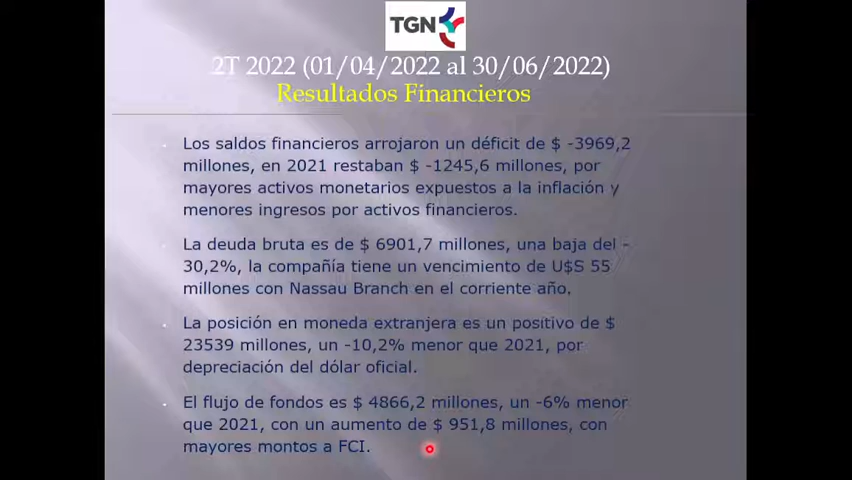 TGN
2T 2022 (01/04/2022 al 30/06/2022)
Resultados Financieros
Los saldos financieros arrojaron un déficit de $ -3969,2
millones, en 2021 restaban $ -1245,6 millones, por
mayores activos monetarios expuestos a la inflación y
menores ingresos por activos financieros.
La deuda bruta es de $ 6901,7 millones, una baja del -
30,2%, la compañía tiene un vencimiento de U$S 55
millones con Nassau Branch en el corriente año.
La posición en moneda extranjera es un positivo de $
23539 millones, un -10,2% menor que 2021, por
depreciación del dólar oficial.
El flujo de fondos es $ 4866,2 millones, un -6% menor
que 2021, con un aumento de $ 951,8 millones, con
mayores montos a FCI.